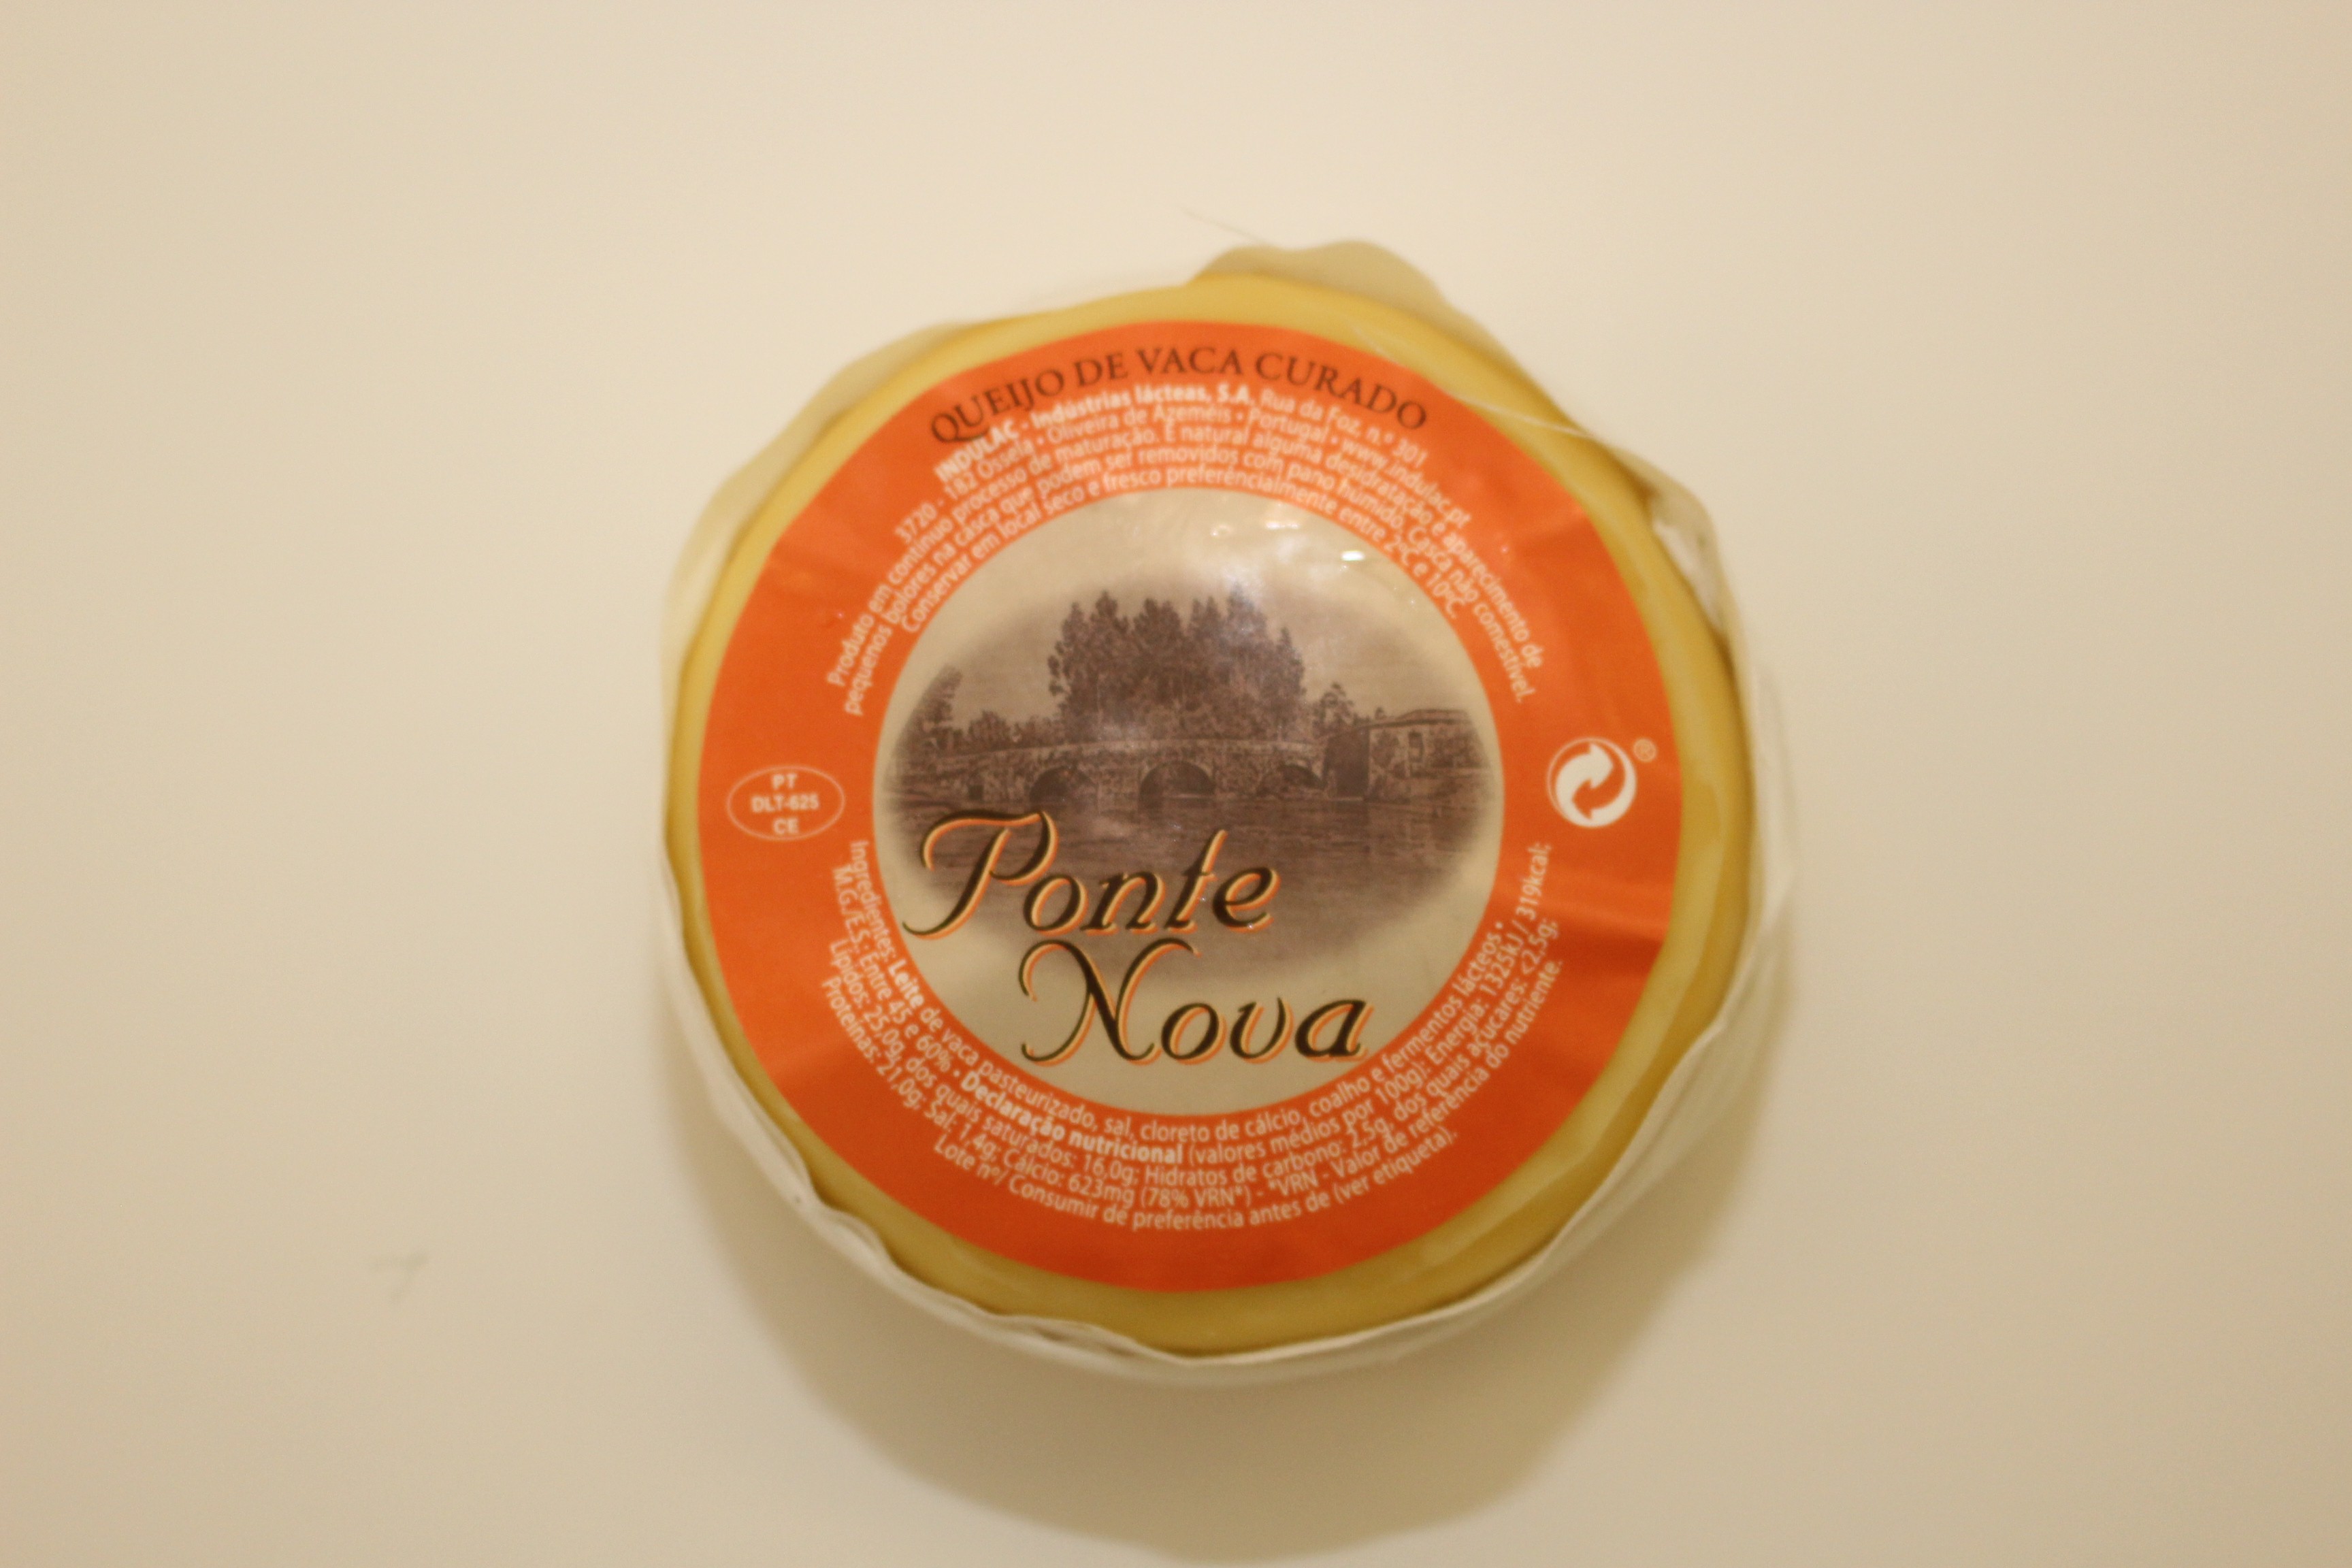 QUEIJO DE VACA CURADO
INDULAC - Indústrias lácteas, S.A. Rua da Foz, n.º 301
3720 - 182 Ossela • Oliveira de Azeméis • Portugal • www.indulac.pt
Produto em contínuo processo de maturação. É natural alguma desidratação e aparecimento de
pequenos bolores na casca que podem ser removidos com pano húmido. Casca não comestível.
Conservar em local seco e fresco preferencialmente entre 2ºC e 10ºC.
PT
DLT-625
CE
®
Ponte
Nova
Ingredientes: Leite de vaca pasteurizado, sal, cloreto de cálcio, coalho e fermentos lácteos •
M.G./E.S.: Entre 45 e 60% • Declaração nutricional (valores médios por 100g): Energia: 1325kJ / 319kcal;
Lípidos: 25,0g, dos quais saturados: 16,0g; Hidratos de carbono: 2,5g, dos quais açúcares: <2,5g;
Proteínas: 21,0g; Sal: 1,4g; Cálcio: 623mg (78% VRN*) - *VRN - Valor de referência do nutriente.
Lote nº/ Consumir de preferência antes de (ver etiqueta).